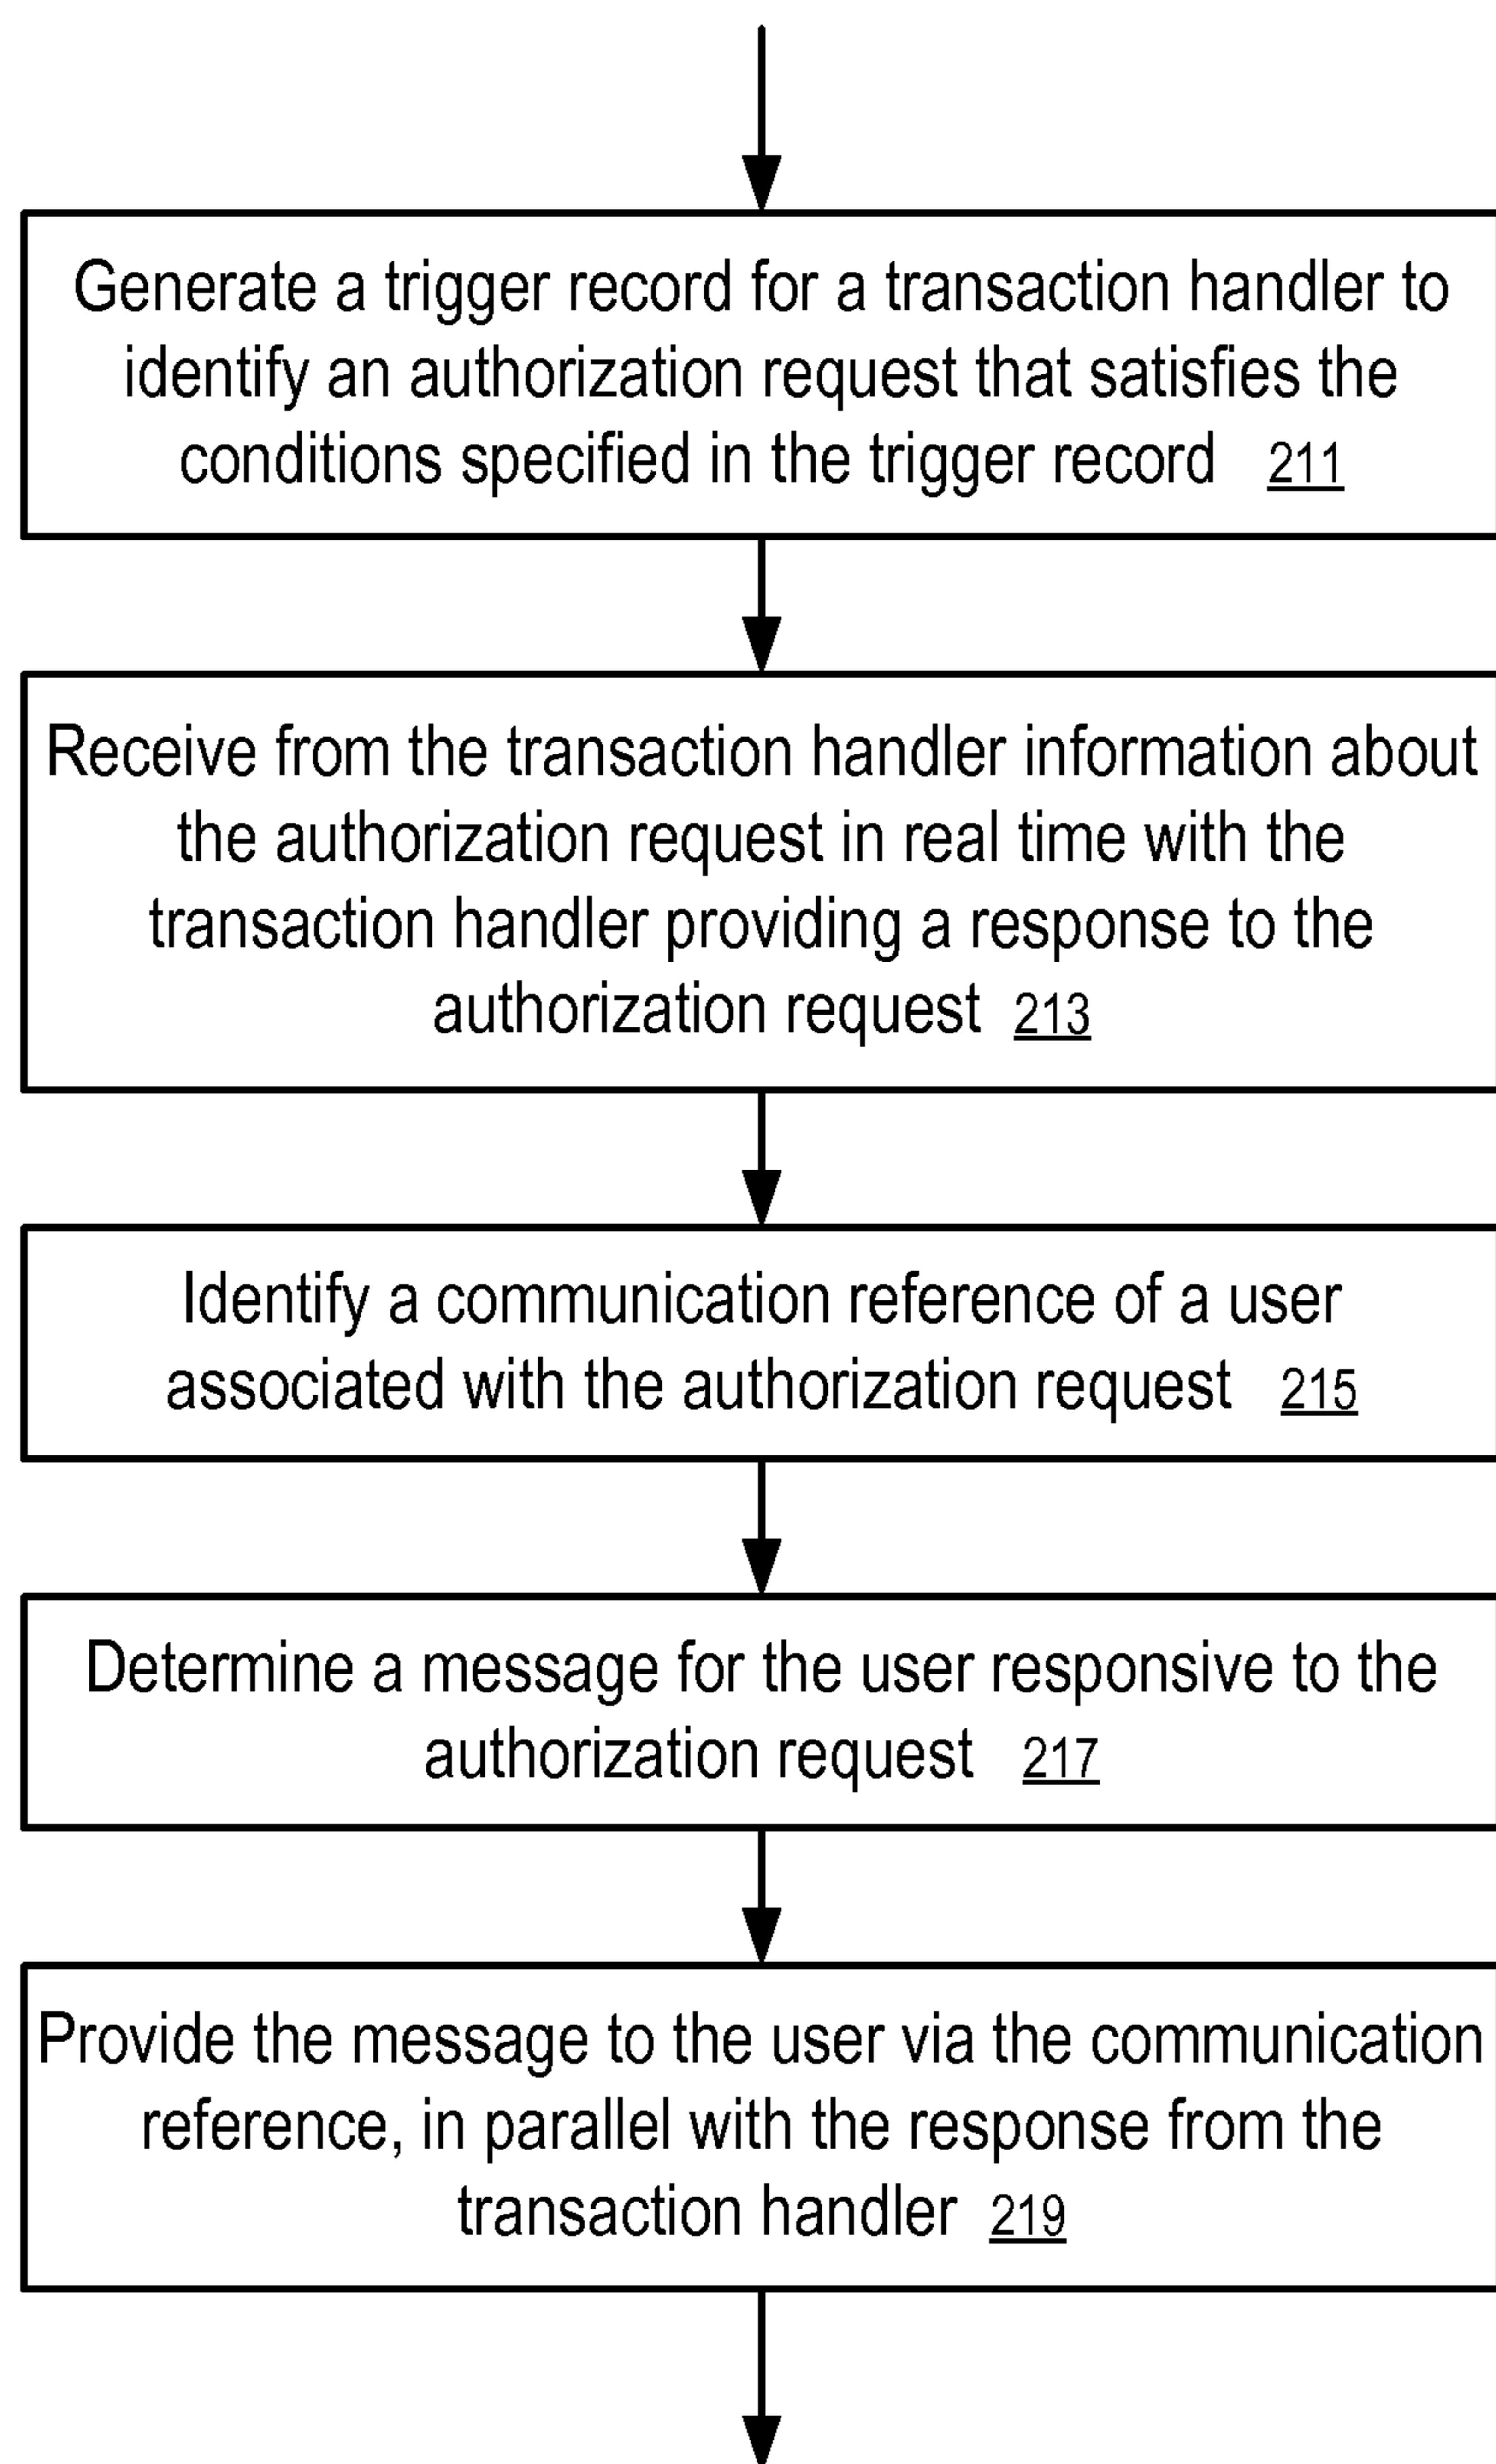 Generate a trigger record for a transaction handler to
identify an authorization request that satisfies the
conditions specified in the trigger record 211
Receive from the transaction handler information about
the authorization request in real time with the
transaction handler providing a response to the
authorization request 213
Identify a communication reference of a user
associated with the authorization request 215
Determine a message for the user responsive to the
authorization request 217
Provide the message to the user via the communication
reference, in parallel with the response from the
transaction handler 219